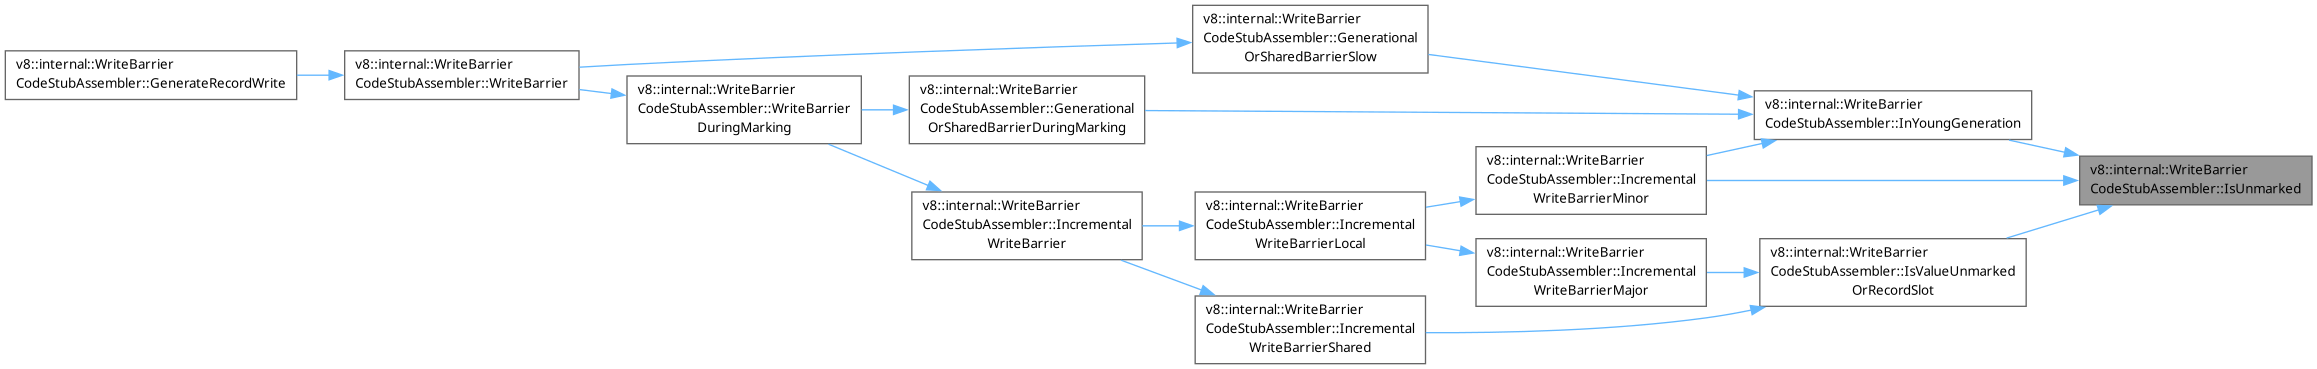 v8::internal::WriteBarrier
CodeStubAssembler::GenerateRecordWrite
v8::internal::WriteBarrier
CodeStubAssembler::WriteBarrier
v8::internal::WriteBarrier
CodeStubAssembler::WriteBarrier
DuringMarking
v8::internal::WriteBarrier
CodeStubAssembler::Generational
OrSharedBarrierDuringMarking
v8::internal::WriteBarrier
CodeStubAssembler::Incremental
WriteBarrier
v8::internal::WriteBarrier
CodeStubAssembler::Generational
OrSharedBarrierSlow
v8::internal::WriteBarrier
CodeStubAssembler::Incremental
WriteBarrierLocal
v8::internal::WriteBarrier
CodeStubAssembler::Incremental
WriteBarrierShared
v8::internal::WriteBarrier
CodeStubAssembler::Incremental
WriteBarrierMinor
v8::internal::WriteBarrier
CodeStubAssembler::Incremental
WriteBarrierMajor
v8::internal::WriteBarrier
CodeStubAssembler::InYoungGeneration
v8::internal::WriteBarrier
CodeStubAssembler::IsValueUnmarked
OrRecordSlot
v8::internal::WriteBarrier
CodeStubAssembler::IsUnmarked